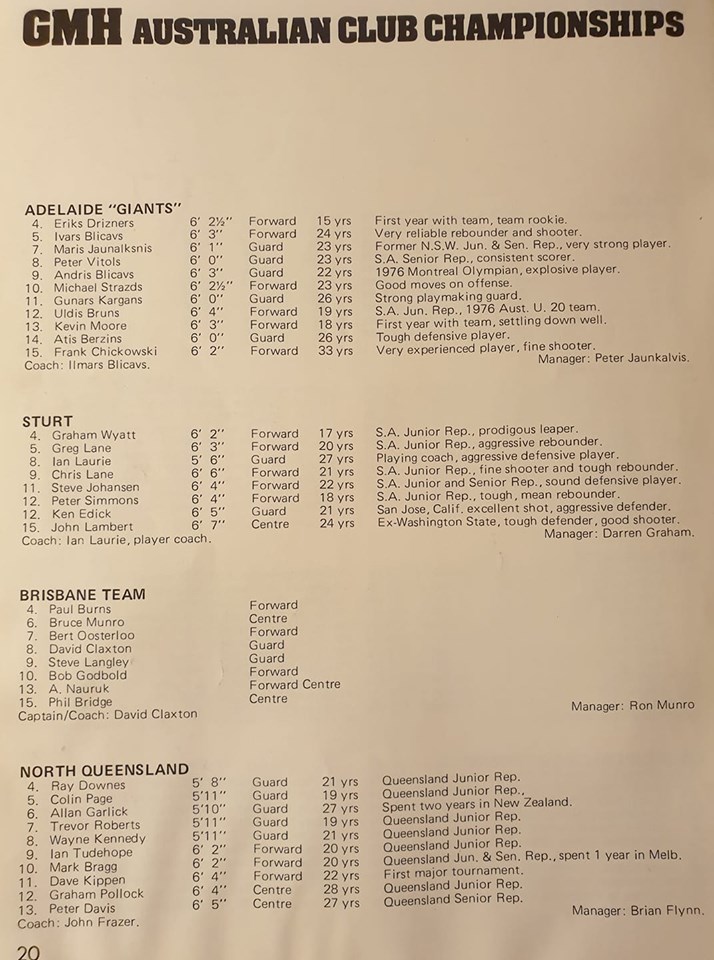 GMH AUSTRALIAN CLUB CHAMPIONSHIPS
ADELAIDE "GIANTS"
4. Eriks Drizners 6' 2½" Forward 15 yrs First year with team, team rookie.
5. Ivars Blicavs 6' 3" Forward 24 yrs Very reliable rebounder and shooter.
7. Maris Jaunalksnis 6' 1" Guard 23 yrs Former N.S.W. Jun. & Sen. Rep., very strong player.
8. Peter Vitols 6' 0" Guard 23 yrs S.A. Senior Rep., consistent scorer.
9. Andris Blicavs 6' 3" Guard 22 yrs 1976 Montreal Olympian, explosive player.
10. Michael Strazds 6' 2½" Forward 23 yrs Good moves on offense.
11. Gunars Kargans 6' 0" Guard 26 yrs Strong playmaking guard.
12. Uldis Bruns 6' 4" Forward 19 yrs S.A. Jun. Rep., 1976 Aust. U. 20 team.
13. Kevin Moore 6' 3" Forward 18 yrs First year with team, settling down well.
14. Atis Berzins 6' 0" Guard 26 yrs Tough defensive player.
15. Frank Chickowski 6' 2" Forward 33 yrs Very experienced player, fine shooter.
Coach: Ilmars Blicavs. Manager: Peter Jaunkalvis.
STURT
4. Graham Wyatt 6' 2" Forward 17 yrs S.A. Junior Rep., prodigious leaper.
5. Greg Lane 6' 3" Forward 20 yrs S.A. Junior Rep., aggressive rebounder.
8. Ian Laurie 5' 6" Guard 27 yrs Playing coach, aggressive defensive player.
9. Chris Lane 6' 6" Forward 21 yrs S.A. Junior Rep., fine shooter and tough rebounder.
11. Steve Johansen 6' 4" Forward 22 yrs S.A. Junior and Senior Rep., sound defensive player.
12. Peter Simmons 6' 4" Forward 18 yrs S.A. Junior Rep., tough, mean rebounder.
12. Ken Edick 6' 5" Guard 21 yrs San Jose, Calif. excellent shot, aggressive defender.
15. John Lambert 6' 7" Centre 24 yrs Ex-Washington State, tough defender, good shooter.
Coach: Ian Laurie, player coach. Manager: Darren Graham.
BRISBANE TEAM
4. Paul Burns Forward
6. Bruce Munro Centre
7. Bert Oosterloo Forward
8. David Claxton Guard
9. Steve Langley Guard
10. Bob Godbold Forward
13. A. Nauruk Forward Centre
15. Phil Bridge Centre
Captain/Coach: David Claxton Manager: Ron Munro
NORTH QUEENSLAND
4. Ray Downes 5' 8" Guard 21 yrs Queensland Junior Rep.
5. Colin Page 5'11" Guard 19 yrs Queensland Junior Rep.,
6. Allan Garlick 5'10" Guard 27 yrs Spent two years in New Zealand.
7. Trevor Roberts 5'11" Guard 19 yrs Queensland Junior Rep.
8. Wayne Kennedy 5'11" Guard 21 yrs Queensland Junior Rep.
9. Ian Tudehope 6' 2" Forward 20 yrs Queensland Junior Rep.
10. Mark Bragg 6' 2" Forward 20 yrs Queensland Jun. & Sen. Rep., spent 1 year in Melb.
11. Dave Kippen 6' 4" Forward 22 yrs First major tournament.
12. Graham Pollock 6' 4" Centre 28 yrs Queensland Junior Rep.
13. Peter Davis 6' 5" Centre 27 yrs Queensland Senior Rep.
Coach: John Frazer. Manager: Brian Flynn.
20